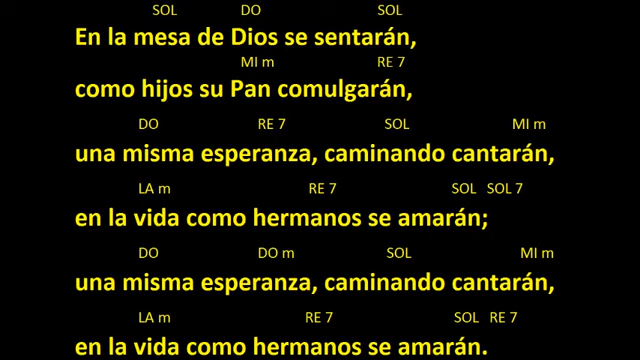 SOL DO SOL
En la mesa de Dios se sentarán,
MI m RE 7
como hijos su Pan comulgarán,
DO RE 7 SOL MI m
una misma esperanza, caminando cantarán,
LA m RE 7 SOL SOL 7
en la vida como hermanos se amarán;
DO DO m SOL MI m
una misma esperanza, caminando cantarán,
LA m RE 7 SOL RE 7
en la vida como hermanos se amarán.